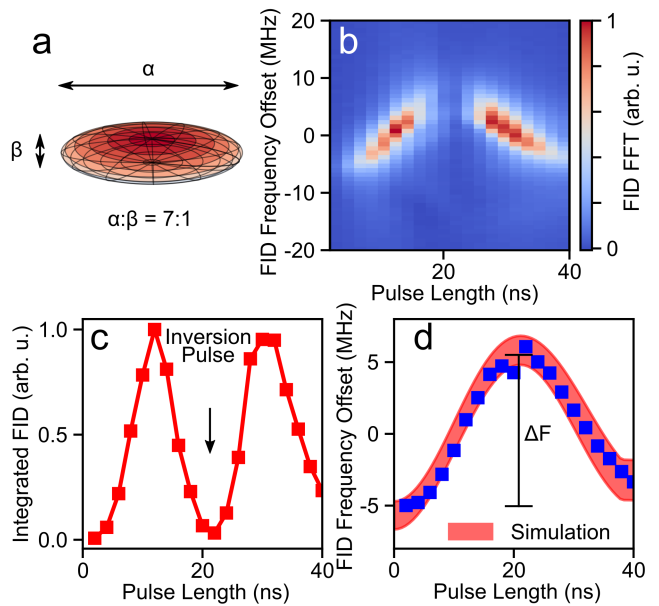 a
α
β
α:β = 7:1
b
FID Frequency Offset (MHz)
20
10
0
-10
-20
20
40
Pulse Length (ns)
1
0
FID FFT (arb. u.)
c
Integrated FID (arb. u.)
1.0
0.5
0.0
Inversion
Pulse
0
20
40
Pulse Length (ns)
d
FID Frequency Offset (MHz)
5
0
-5
ΔF
Simulation
0
20
40
Pulse Length (ns)